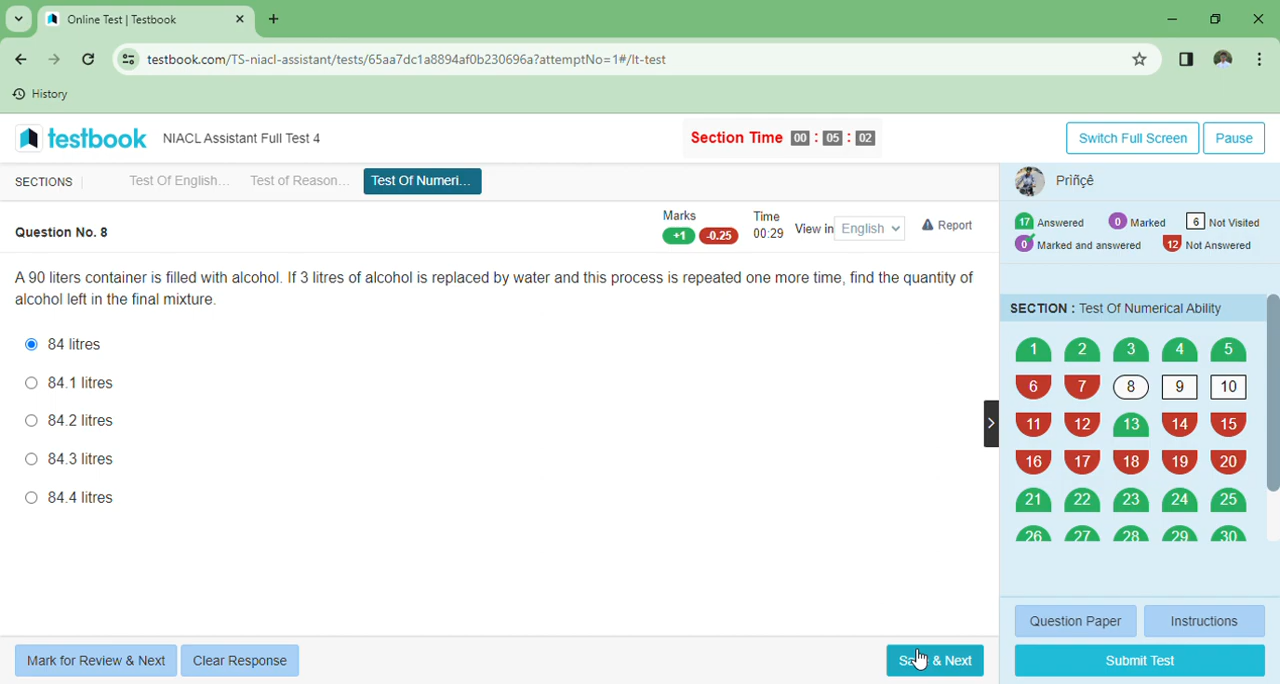 Online Test | Testbook
testbook.com/TS-niacl-assistant/tests/65aa7dc1a8894af0b230696a?attemptNo=1#/lt-test
History
testbook NIACL Assistant Full Test 4 Section Time 00 : 05 : 02 Switch Full Screen Pause
SECTIONS Test Of English... Test of Reason... Test Of Numeri... Priñçê
Question No. 8 Marks +1 -0.25 Time 00:29 View in English Report
17 Answered 0 Marked 6 Not Visited
0 Marked and answered 12 Not Answered
A 90 liters container is filled with alcohol. If 3 litres of alcohol is replaced by water and this process is repeated one more time, find the quantity of
alcohol left in the final mixture.
84 litres
84.1 litres
84.2 litres
84.3 litres
84.4 litres
SECTION : Test Of Numerical Ability
1 2 3 4 5
6 7 8 9 10
11 12 13 14 15
16 17 18 19 20
21 22 23 24 25
26 27 28 29 30
Question Paper Instructions
Mark for Review & Next Clear Response & Next Submit Test